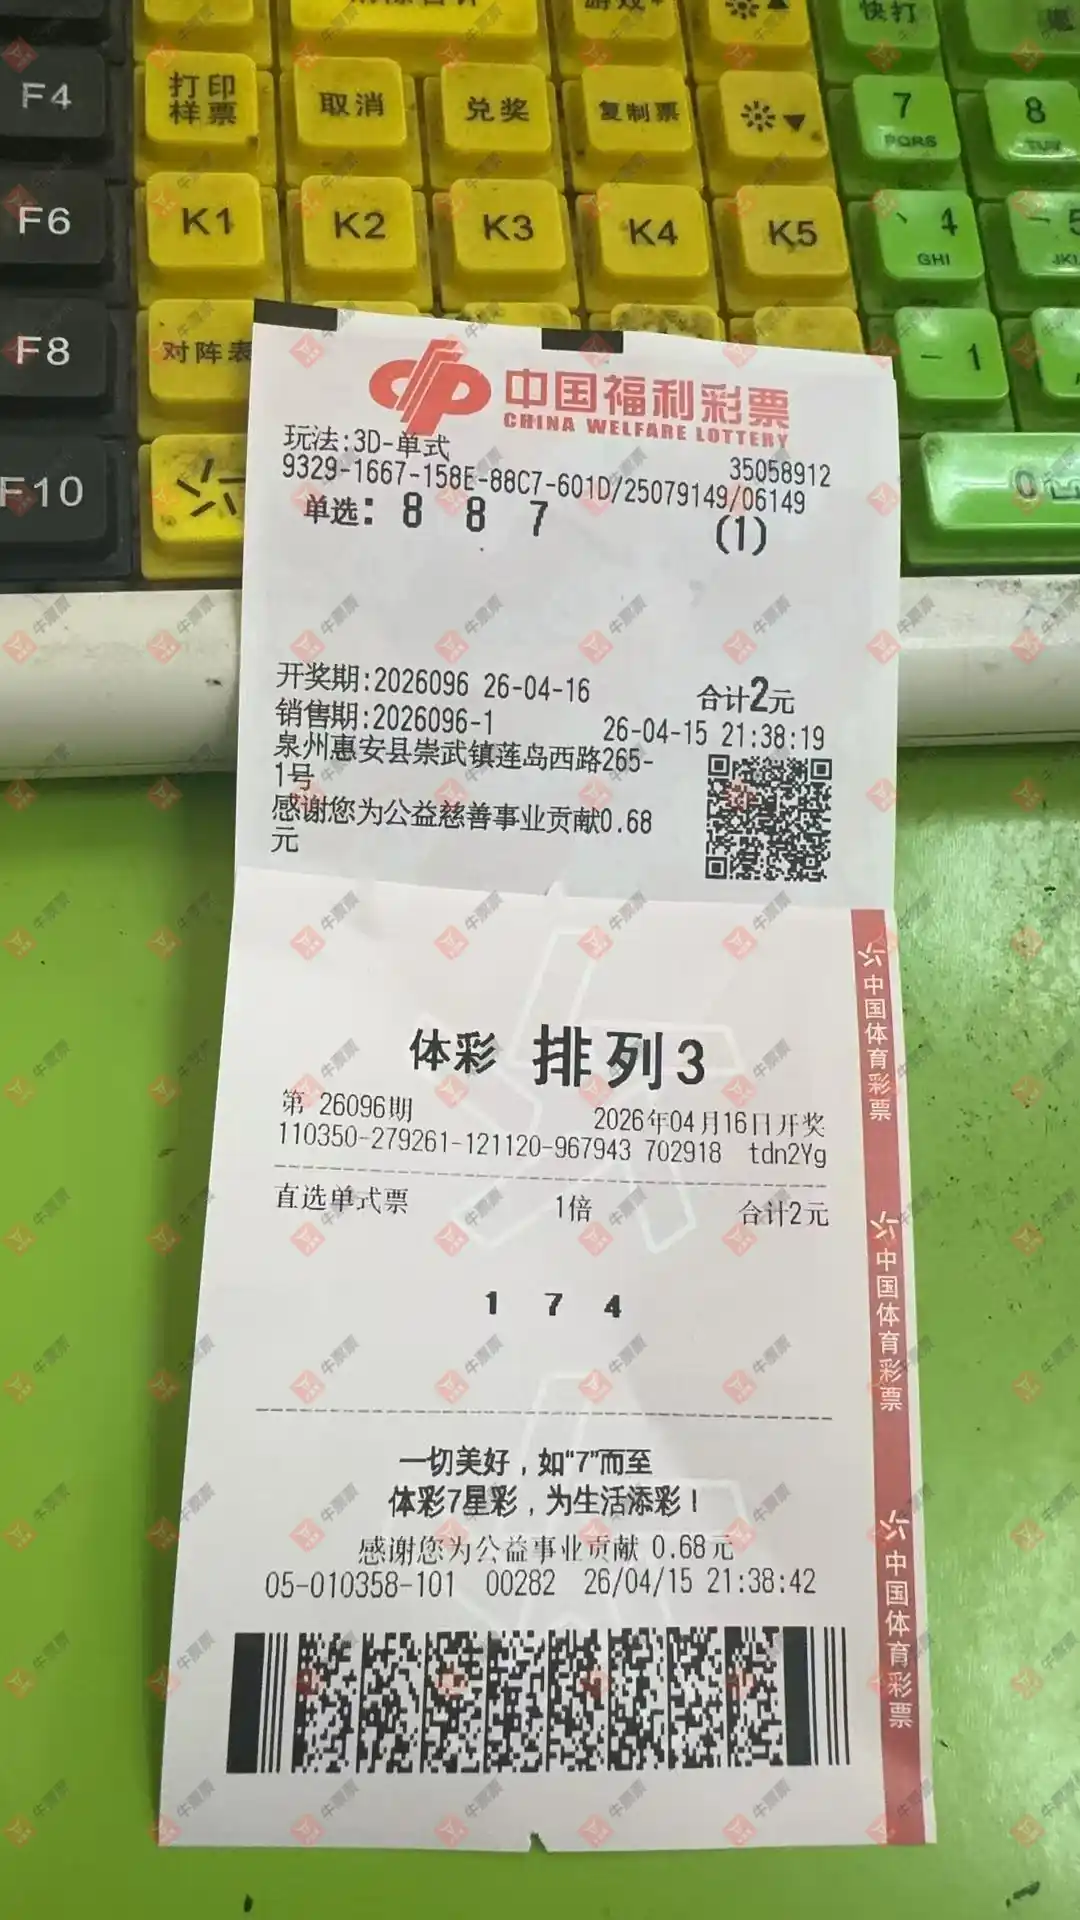 游戏+
快打
F4
打印
样票
取消
兑奖
复制票
7
PQRS
8
TUV
F6
K1
K2
K3
K4
K5
4
GHI
5
JKL
F8
对阵表
- 1
F10
0
中国福利彩票
CHINA WELFARE LOTTERY
玩法:3D-单式
35058912
9329-1667-158E-88C7-601D/25079149/06149
单选: 8 8 7 (1)
开奖期:2026096 26-04-16 合计2元
销售期:2026096-1 26-04-15 21:38:19
泉州惠安县崇武镇莲岛西路265-
1号
感谢您为公益慈善事业贡献0.68
元
体彩 排列3
第 26096期 2026年04月16日开奖
110350-279261-121120-967943 702918 tdn2Yg
直选单式票 1倍 合计2元
1 7 4
一切美好，如“7”而至
体彩7星彩，为生活添彩！
感谢您为公益事业贡献 0.68元
05-010358-101 00282 26/04/15 21:38:42
中国体育彩票
中国体育彩票
中国体育彩票
牛票票